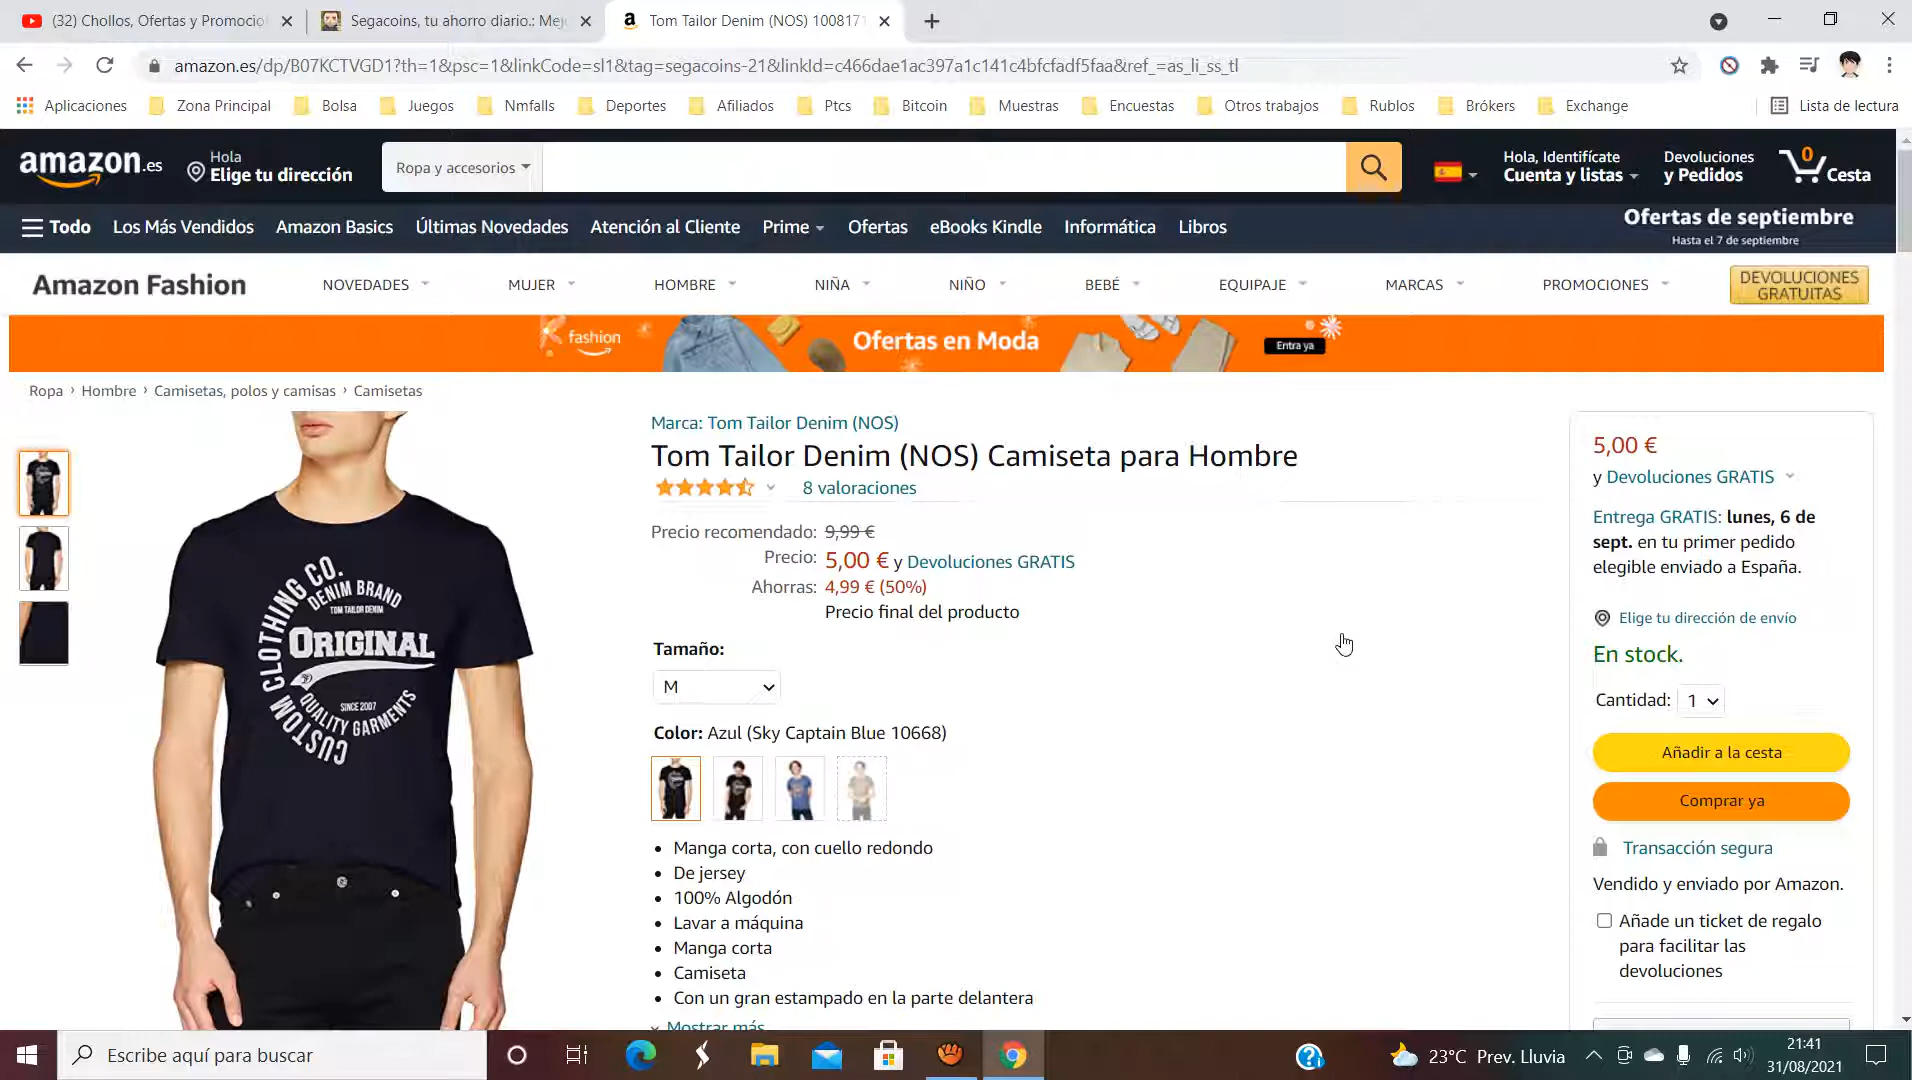 (32) Chollos, Ofertas y Promocio
Segacoins, tu ahorro diario.: Mej
Tom Tailor Denim (NOS) 1008171
amazon.es/dp/B07KCTVGD1?th=1&psc=1&linkCode=sl1&tag=segacoins-21&linkId=c466dae1ac397a1c141c4bfcfadf5faa&ref_=as_li_ss_tl
Aplicaciones Zona Principal Bolsa Juegos Nmfalls Deportes Afiliados Ptcs Bitcoin Muestras Encuestas Otros trabajos Rublos Brókers Exchange Lista de lectura
amazon.es
Hola
Elige tu dirección
Ropa y accesorios
Hola, Identifícate
Cuenta y listas
Devoluciones
y Pedidos
0
Cesta
Todo Los Más Vendidos Amazon Basics Últimas Novedades Atención al Cliente Prime Ofertas eBooks Kindle Informática Libros
Ofertas de septiembre
Hasta el 7 de septiembre
Amazon Fashion NOVEDADES MUJER HOMBRE NIÑA NIÑO BEBÉ EQUIPAJE MARCAS PROMOCIONES
DEVOLUCIONES
GRATUITAS
fashion
Ofertas en Moda
Entra ya
Ropa › Hombre › Camisetas, polos y camisas › Camisetas
CLOTHING CO.
DENIM BRAND
TOM TAILOR DENIM
ORIGINAL
SINCE 2007
QUALITY GARMENTS
CUSTOM
Marca: Tom Tailor Denim (NOS)
Tom Tailor Denim (NOS) Camiseta para Hombre
8 valoraciones
Precio recomendado: 9,99 €
Precio: 5,00 € y Devoluciones GRATIS
Ahorras: 4,99 € (50%)
Precio final del producto
Tamaño:
M
Color: Azul (Sky Captain Blue 10668)
• Manga corta, con cuello redondo
• De jersey
• 100% Algodón
• Lavar a máquina
• Manga corta
• Camiseta
• Con un gran estampado en la parte delantera
Mostrar más
5,00 €
y Devoluciones GRATIS
Entrega GRATIS: lunes, 6 de
sept. en tu primer pedido
elegible enviado a España.
Elige tu dirección de envío
En stock.
Cantidad: 1
Añadir a la cesta
Comprar ya
Transacción segura
Vendido y enviado por Amazon.
Añade un ticket de regalo
para facilitar las
devoluciones
Escribe aquí para buscar
23°C Prev. Lluvia
21:41
31/08/2021